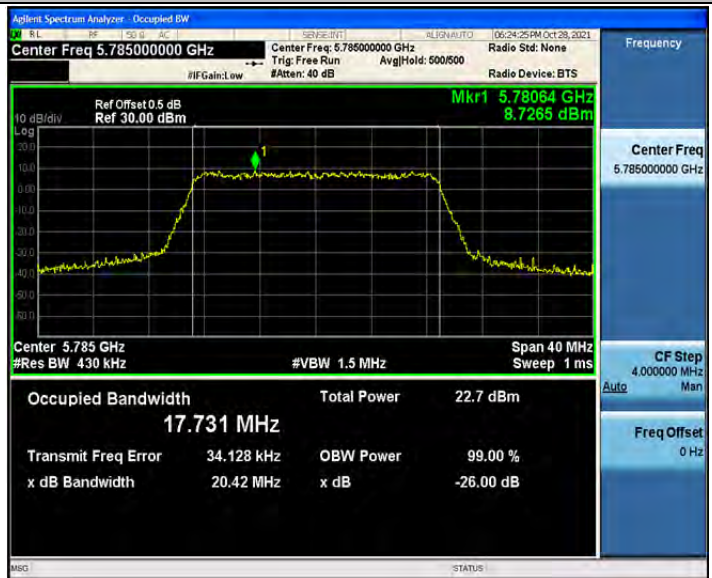 Agilent Spectrum Analyzer - Occupied BW
RL RF 50 Ω AC SENSE:INT ALIGNAUTO 06:24:25 PM Oct 28, 2021
Center Freq 5.785000000 GHz
Center Freq: 5.785000000 GHz
Radio Std: None
Trig: Free Run Avg|Hold: 500/500
#IFGain:Low #Atten: 40 dB Radio Device: BTS
Frequency
Ref Offset 0.5 dB
Mkr1 5.78064 GHz
10 dB/div Ref 30.00 dBm 8.7265 dBm
Log
20.0
10.0
0.00
-10.0
-20.0
-30.0
-40.0
-50.0
-60.0
1
Center Freq
5.785000000 GHz
Center 5.785 GHz Span 40 MHz
#Res BW 430 kHz #VBW 1.5 MHz Sweep 1 ms
CF Step
4.000000 MHz
Auto Man
Occupied Bandwidth Total Power 22.7 dBm
17.731 MHz
Transmit Freq Error 34.128 kHz OBW Power 99.00 %
x dB Bandwidth 20.42 MHz x dB -26.00 dB
Freq Offset
0 Hz
MSG STATUS